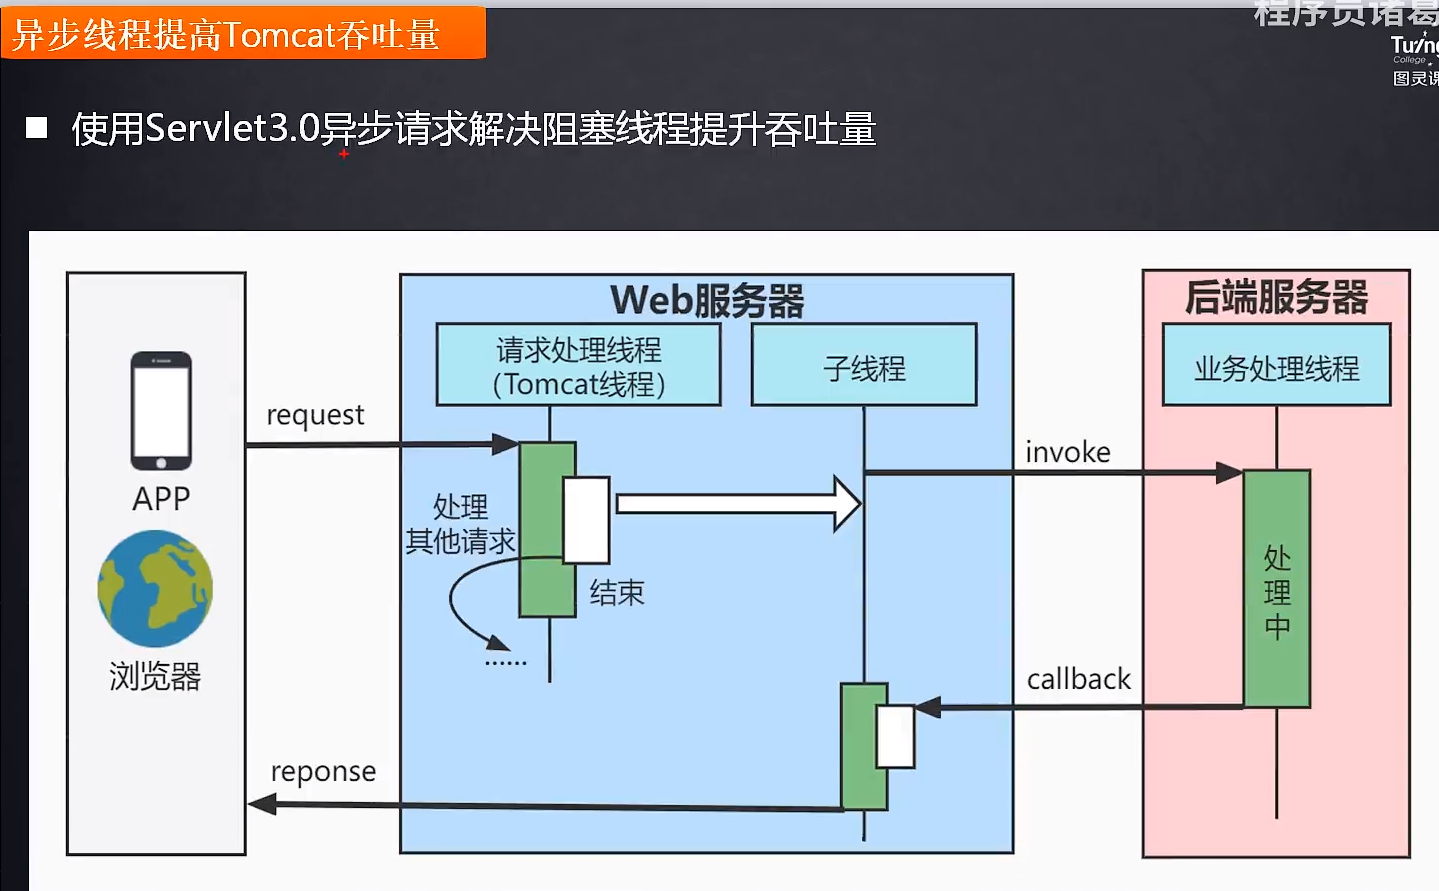 程序员诸葛
异步线程提高Tomcat吞吐量
College
使用Servlet3.0异步请求解决阻塞线程提升吞吐量
Web服务器
后端服务器
请求处理线程
（Tomcat线程）
子线程
业务处理线程
request
invoke
APP
处理
其他请求
结束
处
理
中
......
浏览器
callback
reponse